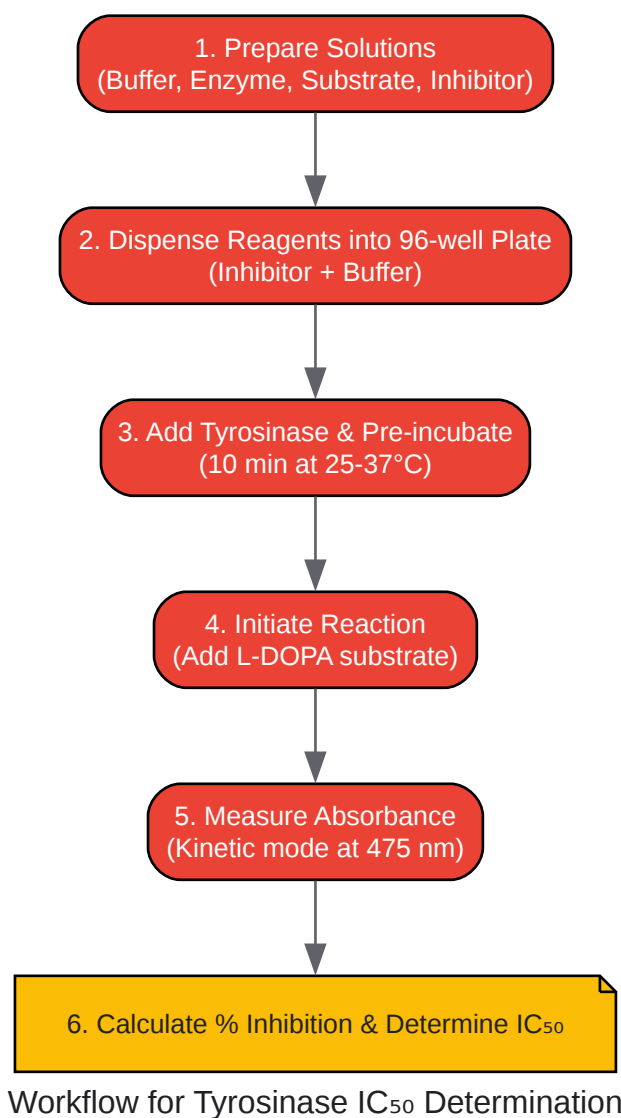 1. Prepare Solutions
(Buffer, Enzyme, Substrate, Inhibitor)
2. Dispense Reagents into 96-well Plate
(Inhibitor + Buffer)
3. Add Tyrosinase & Pre-incubate
(10 min at 25-37°C)
4. Initiate Reaction
(Add L-DOPA substrate)
5. Measure Absorbance
(Kinetic mode at 475 nm)
6. Calculate % Inhibition & Determine IC₅₀
Workflow for Tyrosinase IC₅₀ Determination